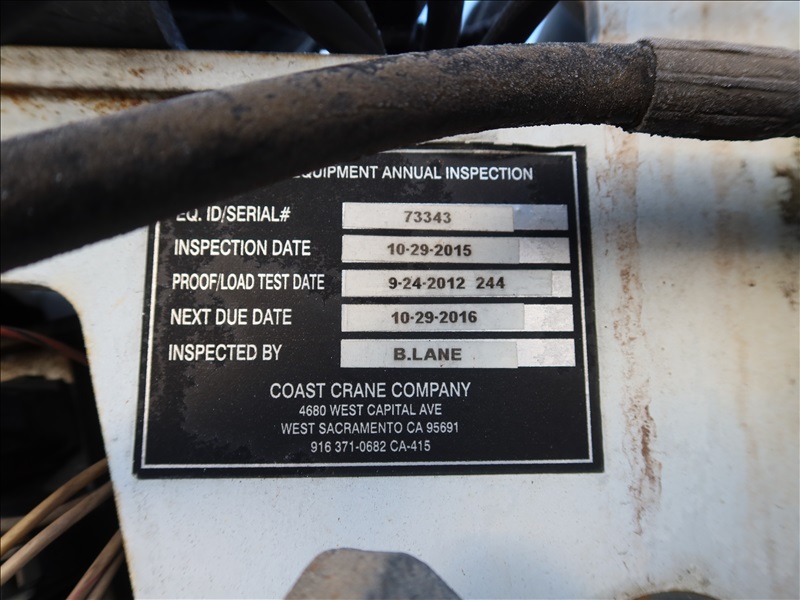 EQUIPMENT ANNUAL INSPECTION
EQ. ID/SERIAL# 73343
INSPECTION DATE 10-29-2015
PROOF/LOAD TEST DATE 9-24-2012 244
NEXT DUE DATE 10-29-2016
INSPECTED BY B.LANE
COAST CRANE COMPANY
4680 WEST CAPITAL AVE
WEST SACRAMENTO CA 95691
916 371-0682 CA-415